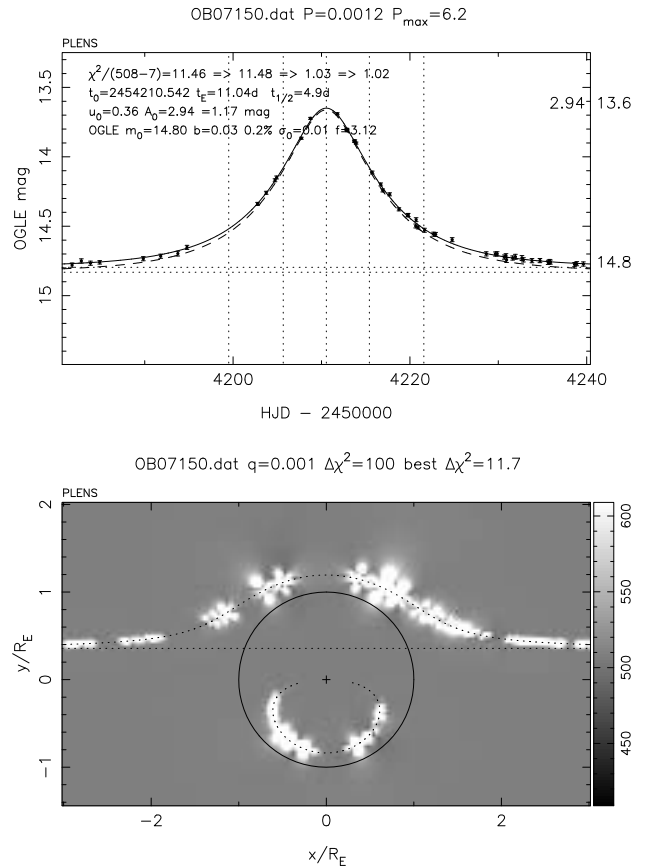 OB07150.dat P=0.0012 P_max=6.2
PLENS
χ²/(508-7)=11.46 => 11.48 => 1.03 => 1.02
t₀=2454210.542 t_E=11.04d t₁/₂=4.9d
u₀=0.36 A₀=2.94 =1.17 mag
OGLE m₀=14.80 b=0.03 0.2% σ₀=0.01 f=3.12
2.94 13.6
14.8
13.5
14
14.5
15
OGLE mag
4200 4220 4240
HJD − 2450000
OB07150.dat q=0.001 Δχ²=100 best Δχ²=11.7
PLENS
2
1
0
-1
y/R_E
600
550
500
450
-2 0 2
x/R_E